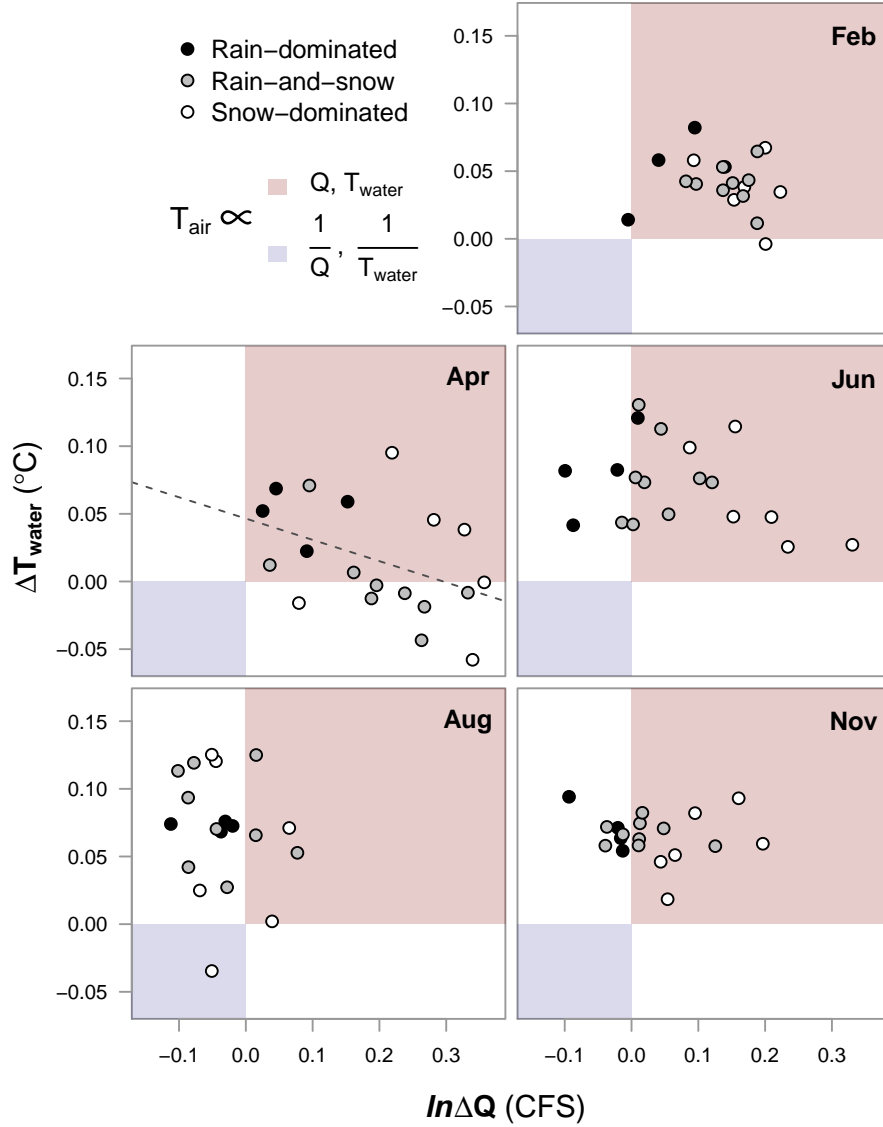 Rain−dominated
Rain−and−snow
Snow−dominated
T_air ∝
Q, T_water
1/Q , 1/T_water
Feb
0.15
0.10
0.05
0.00
−0.05
Apr
0.15
0.10
0.05
0.00
−0.05
Jun
Aug
0.15
0.10
0.05
0.00
−0.05
Nov
−0.1 0.0 0.1 0.2 0.3
−0.1 0.0 0.1 0.2 0.3
ΔT_water (°C)
lnΔQ (CFS)